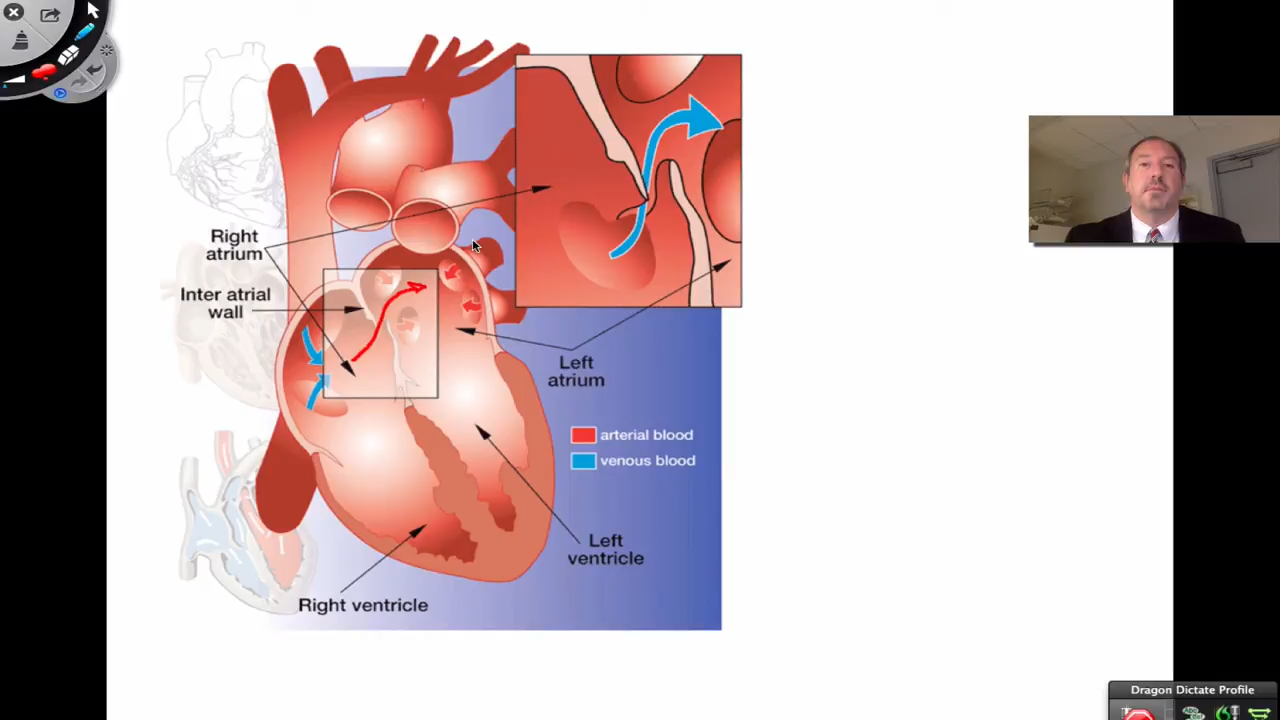 Right
atrium
Inter atrial
wall
Left
atrium
arterial blood
venous blood
Left
ventricle
Right ventricle
Dragon Dictate Profile